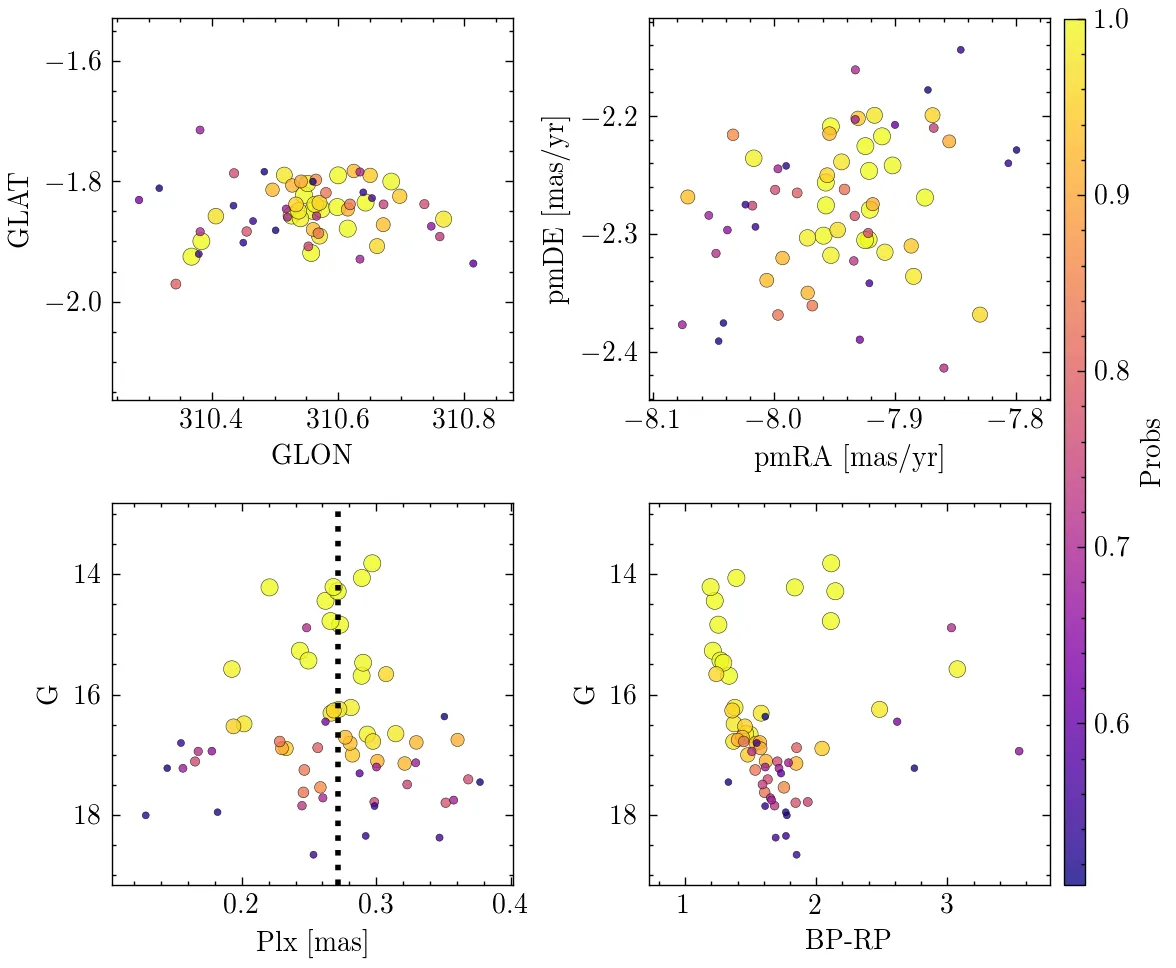 −1.6
−1.8
−2.0
GLAT
310.4 310.6 310.8
GLON
−2.2
−2.3
−2.4
pmDE [mas/yr]
−8.1 −8.0 −7.9 −7.8
pmRA [mas/yr]
1.0
0.9
0.8
0.7
0.6
Probs
14
16
18
G
0.2 0.3 0.4
Plx [mas]
14
16
18
G
1 2 3
BP-RP